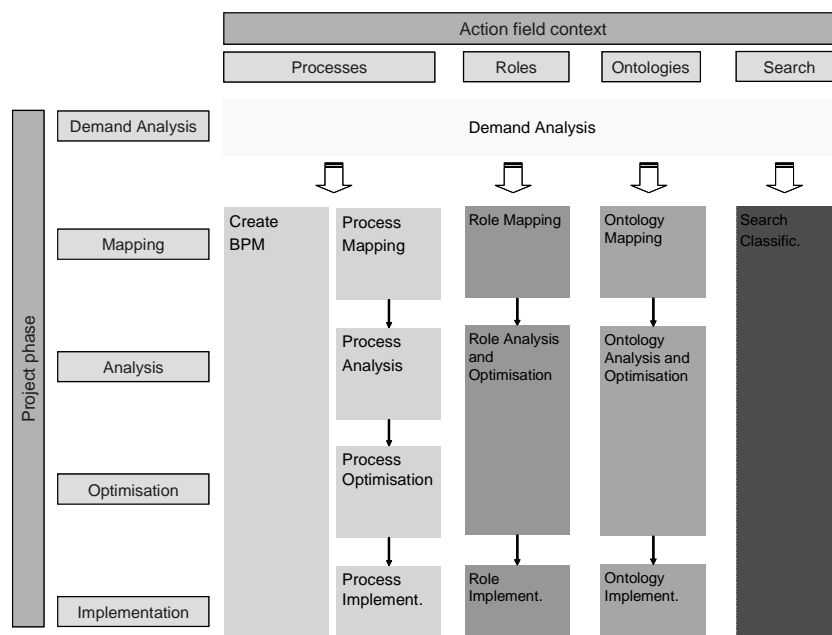 Action field context
Processes
Roles
Ontologies
Search
Project phase
Demand Analysis
Demand Analysis
Mapping
Create
BPM
Process
Mapping
Role Mapping
Ontology
Mapping
Search
Classific.
Analysis
Process
Analysis
Role Analysis
and
Optimisation
Ontology
Analysis and
Optimisation
Optimisation
Process
Optimisation
Implementation
Process
Implement.
Role
Implement.
Ontology
Implement.